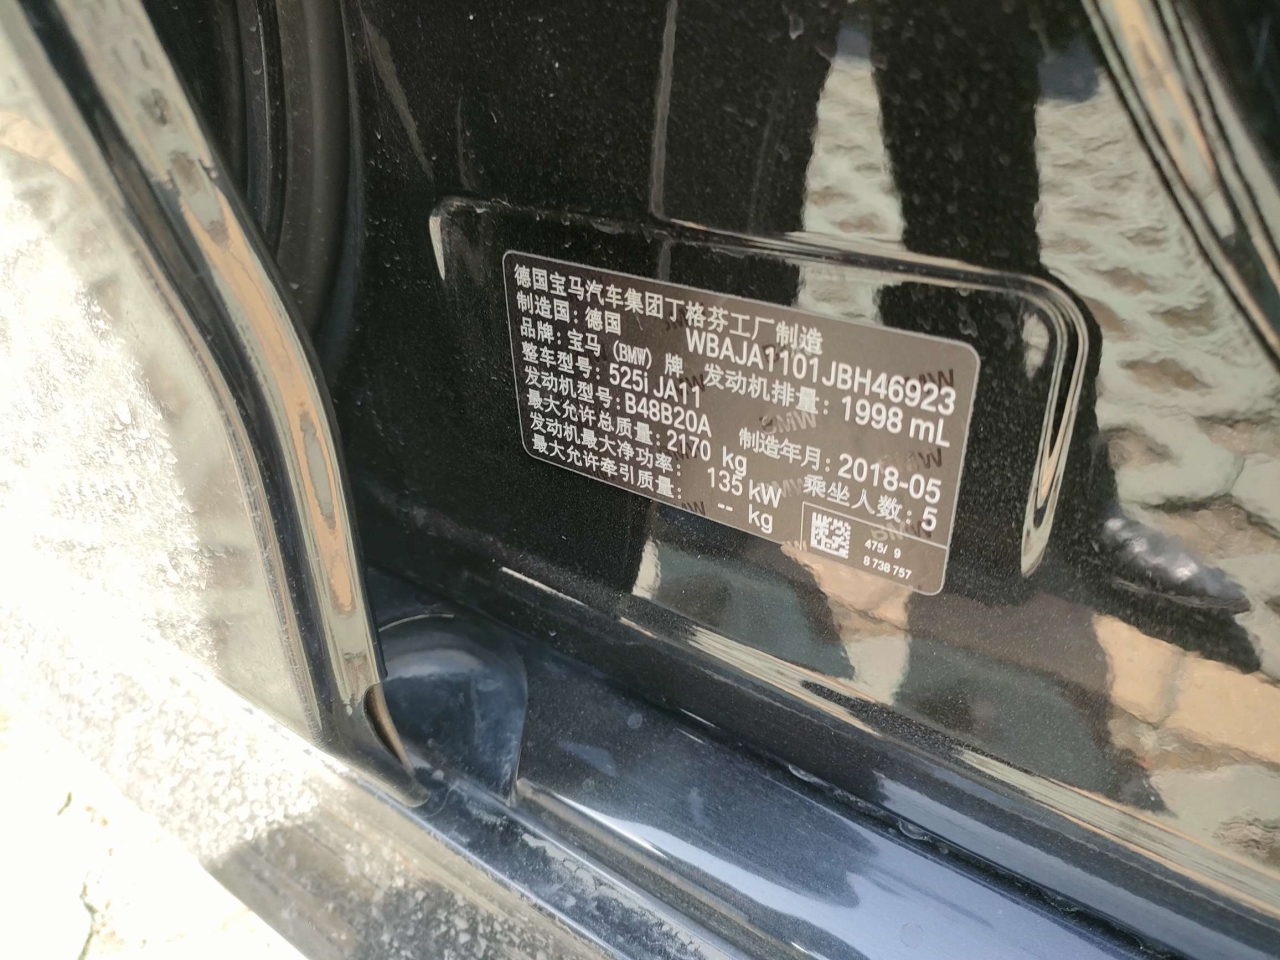 德国宝马汽车集团丁格芬工厂制造
制造国：德国 WBAJA1101JBH46923
品牌：宝马（BMW）牌 发动机排量：1998 mL
整车型号：525i JA11
发动机型号：B48B20A 制造年月：2018-05
最大允许总质量：2170 kg 乘坐人数：5
发动机最大净功率：135 kW
最大允许牵引质量：-- kg
475/ 9
8 738 757